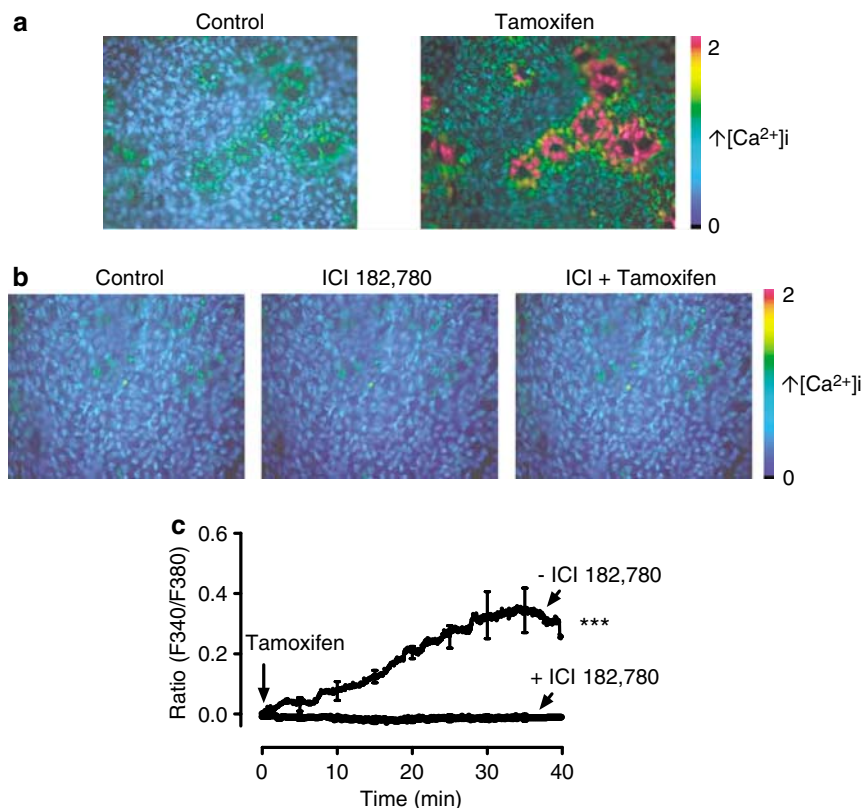 a
Control Tamoxifen
2
↑[Ca²⁺]i
0
b
Control ICI 182,780 ICI + Tamoxifen
2
↑[Ca²⁺]i
0
c
0.6
0.4
0.2
0.0
Ratio (F340/F380)
Tamoxifen
- ICI 182,780
***
+ ICI 182,780
0 10 20 30 40
Time (min)